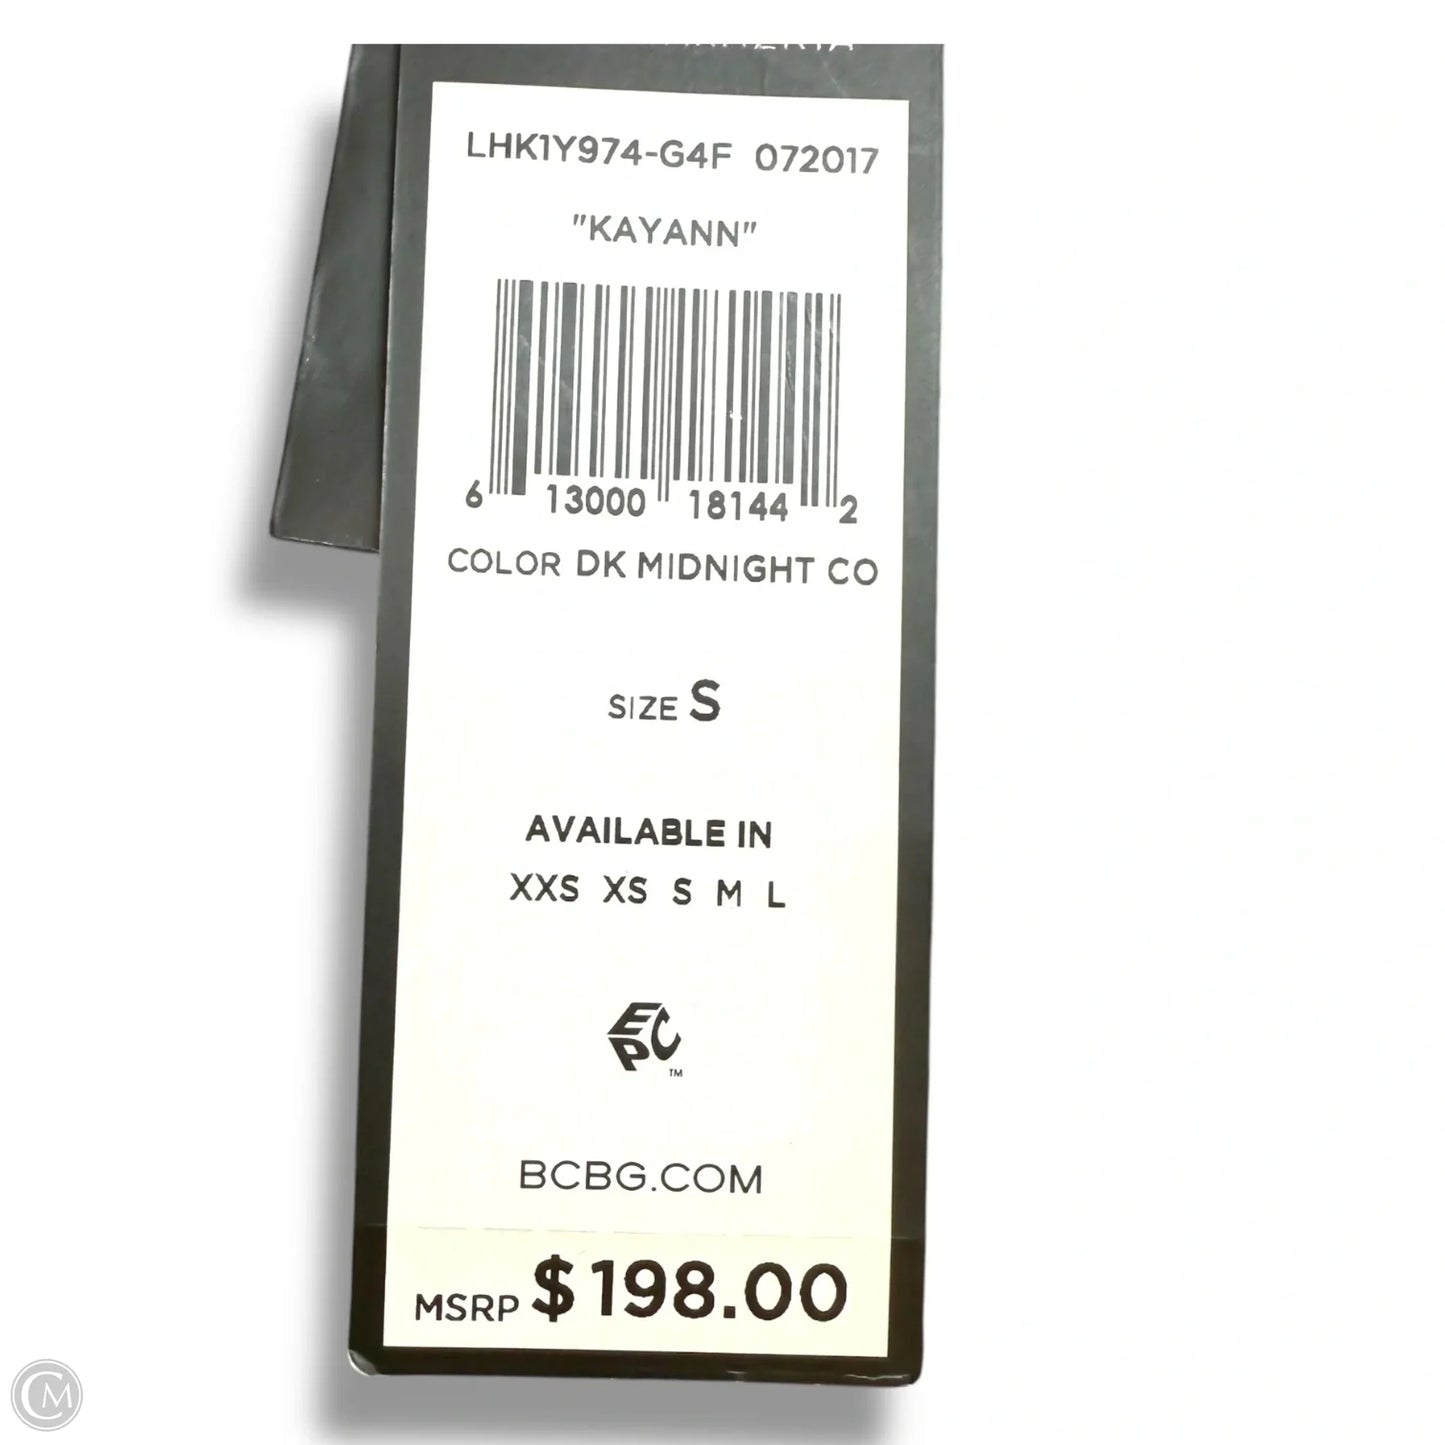 LHK1Y974-G4F 072017
"KAYANN"
6 13000 18144 2
COLOR DK MIDNIGHT CO
SIZE S
AVAILABLE IN
XXS XS S M L
EPC
TM
BCBG.COM
MSRP $198.00
CM